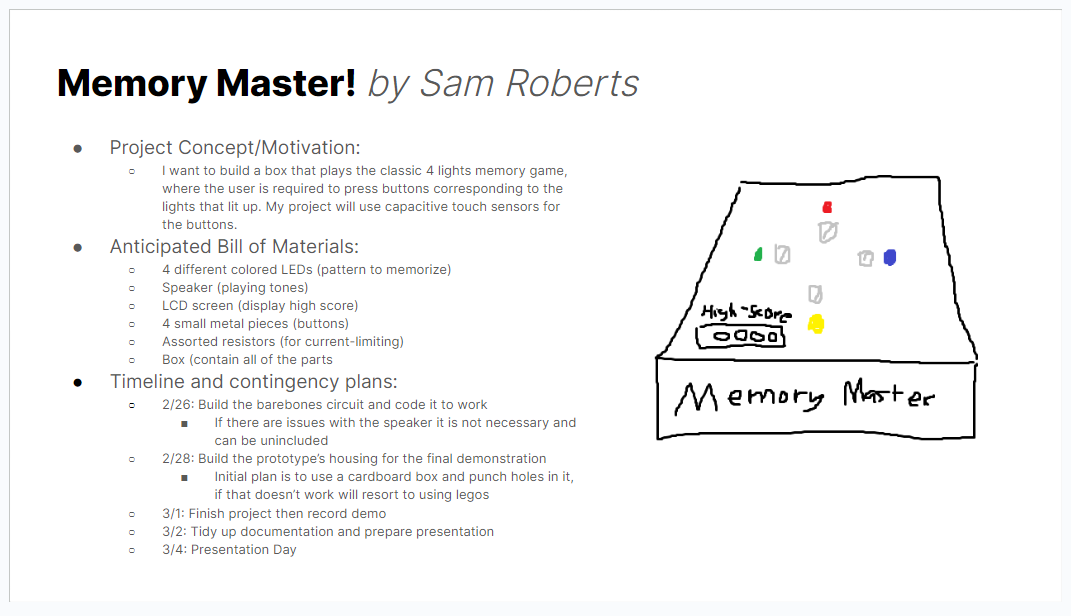 Memory Master! by Sam Roberts
● Project Concept/Motivation:
○ I want to build a box that plays the classic 4 lights memory game,
where the user is required to press buttons corresponding to the
lights that lit up. My project will use capacitive touch sensors for
the buttons.
● Anticipated Bill of Materials:
○ 4 different colored LEDs (pattern to memorize)
○ Speaker (playing tones)
○ LCD screen (display high score)
○ 4 small metal pieces (buttons)
○ Assorted resistors (for current-limiting)
○ Box (contain all of the parts
● Timeline and contingency plans:
○ 2/26: Build the barebones circuit and code it to work
■ If there are issues with the speaker it is not necessary and
can be unincluded
○ 2/28: Build the prototype’s housing for the final demonstration
■ Initial plan is to use a cardboard box and punch holes in it,
if that doesn’t work will resort to using legos
○ 3/1: Finish project then record demo
○ 3/2: Tidy up documentation and prepare presentation
○ 3/4: Presentation Day
High-Score
0000
Memory Master